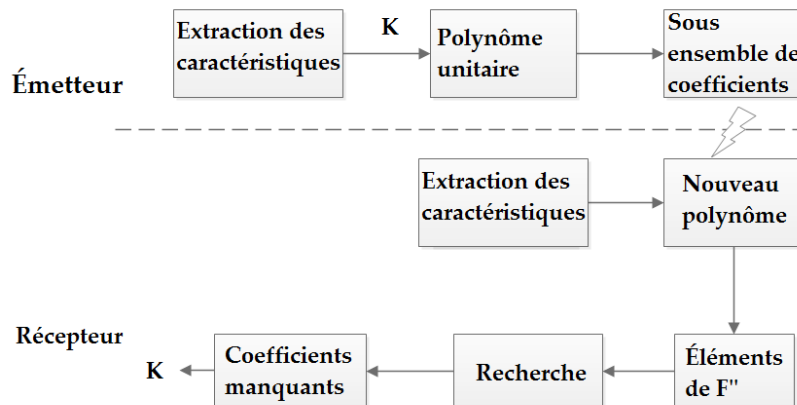 Extraction des
caractéristiques
K
Polynôme
unitaire
Sous
ensemble de
coefficients
Émetteur
Extraction des
caractéristiques
Nouveau
polynôme
Récepteur
K
Coefficients
manquants
Recherche
Éléments
de F"